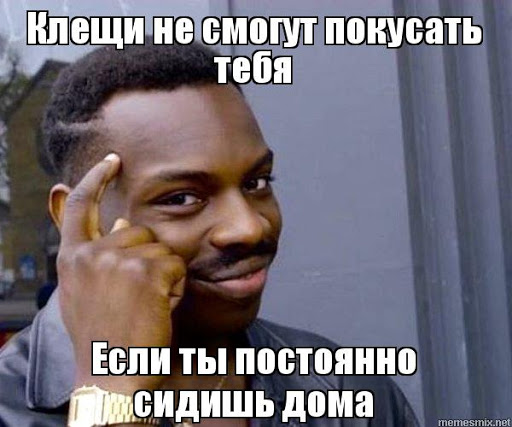 Клещи не смогут покусать
тебя
Если ты постоянно
сидишь дома
memesmix.net